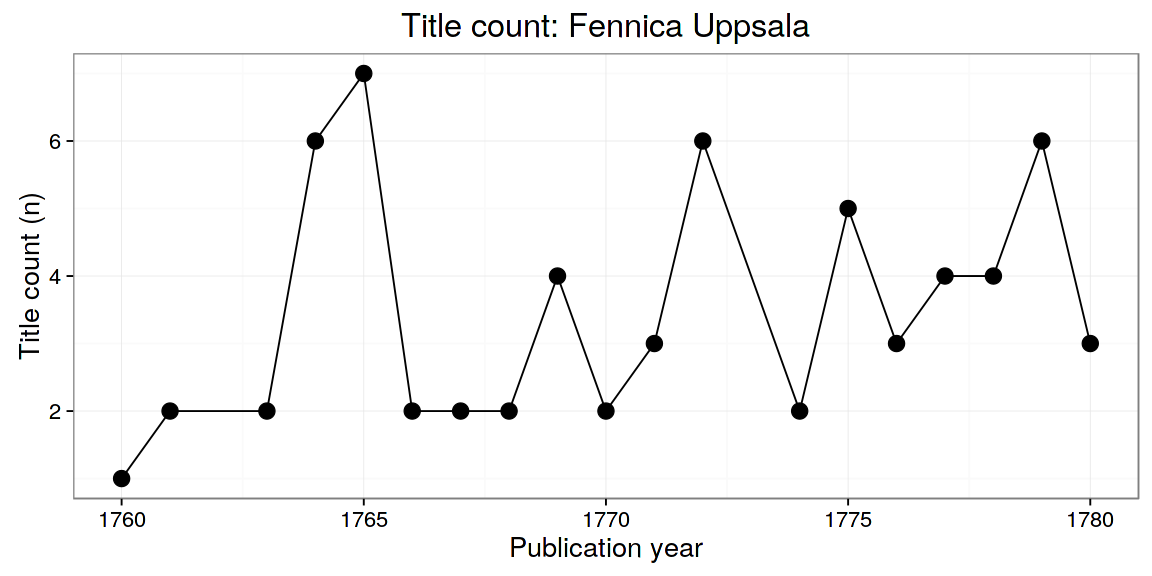 Title count: Fennica Uppsala
Title count (n)
6
4
2
1760 1765 1770 1775 1780
Publication year